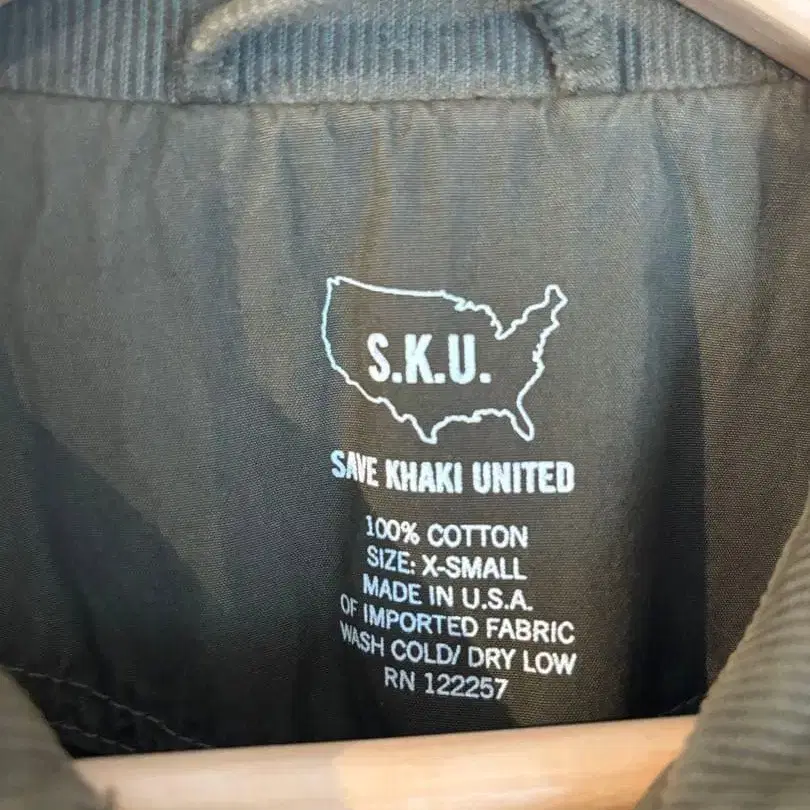 S.K.U.
SAVE KHAKI UNITED
100% COTTON
SIZE: X-SMALL
MADE IN U.S.A.
OF IMPORTED FABRIC
WASH COLD/ DRY LOW
RN 122257